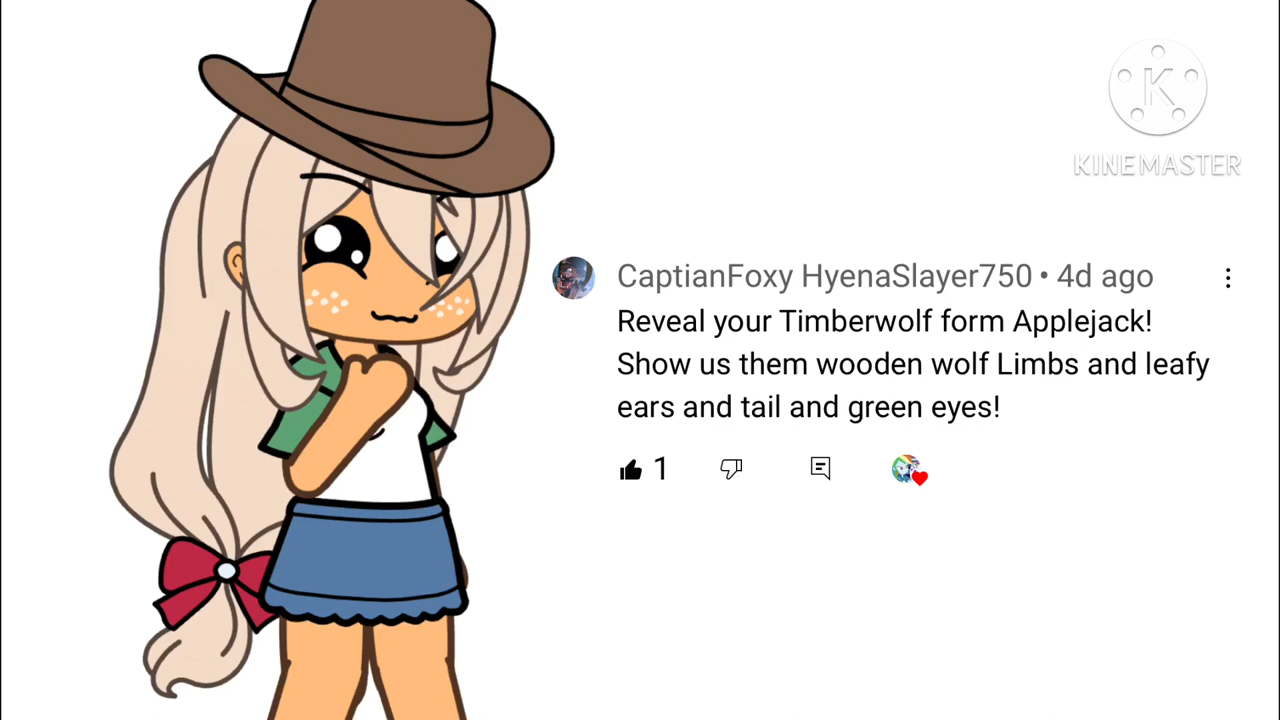 KINEMASTER
CaptianFoxy HyenaSlayer750 • 4d ago
Reveal your Timberwolf form Applejack!
Show us them wooden wolf Limbs and leafy
ears and tail and green eyes!
1